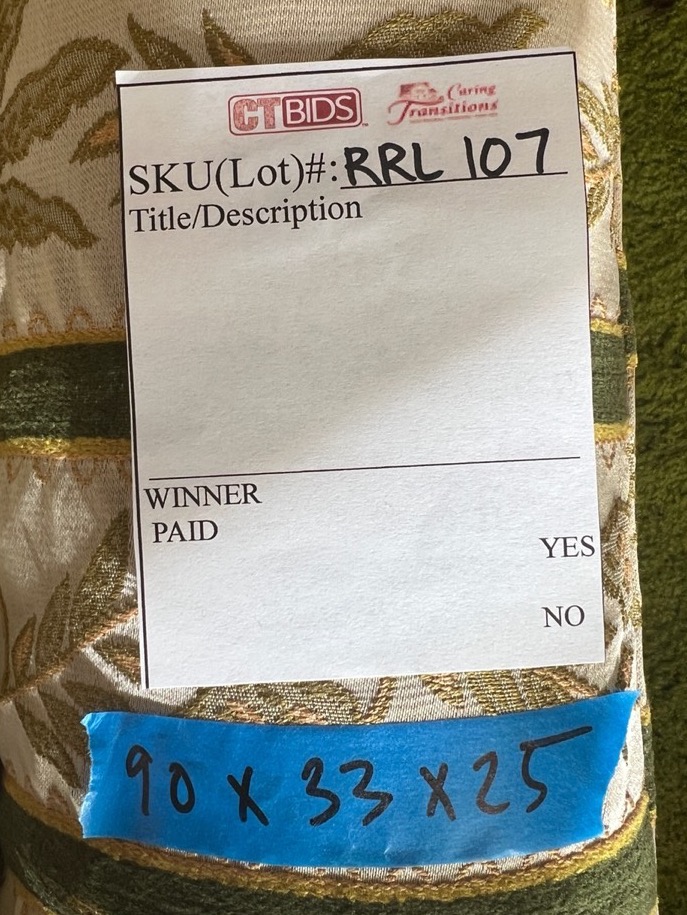 CTBIDS
Caring
Transitions
SKU(Lot)#: RRL 107
Title/Description
WINNER
PAID
YES
NO
90 x 33 x 25